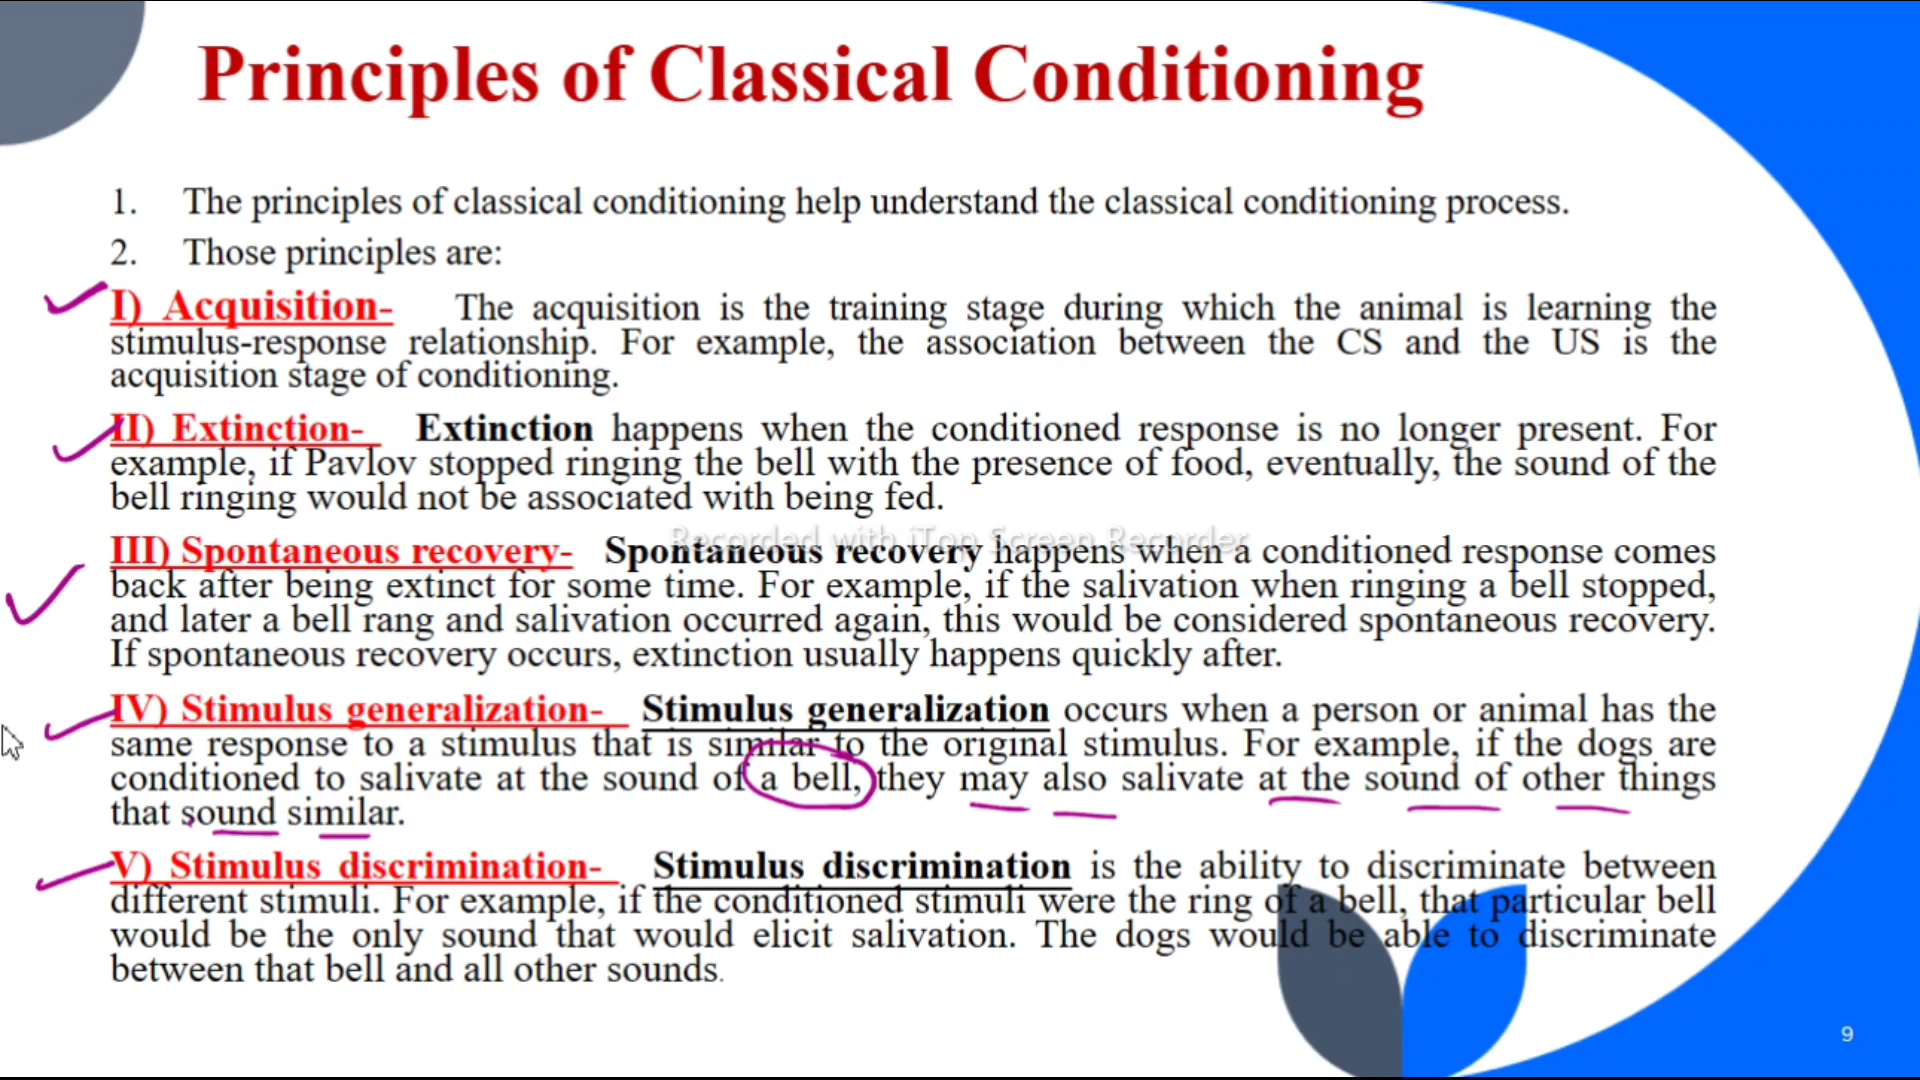 Principles of Classical Conditioning
1. The principles of classical conditioning help understand the classical conditioning process.
2. Those principles are:
I) Acquisition- The acquisition is the training stage during which the animal is learning the
stimulus-response relationship. For example, the association between the CS and the US is the
acquisition stage of conditioning.
II) Extinction- Extinction happens when the conditioned response is no longer present. For
example, if Pavlov stopped ringing the bell with the presence of food, eventually, the sound of the
bell ringing would not be associated with being fed.
Recorded with iTop Screen Recorder
III) Spontaneous recovery- Spontaneous recovery happens when a conditioned response comes
back after being extinct for some time. For example, if the salivation when ringing a bell stopped,
and later a bell rang and salivation occurred again, this would be considered spontaneous recovery.
If spontaneous recovery occurs, extinction usually happens quickly after.
IV) Stimulus generalization- Stimulus generalization occurs when a person or animal has the
same response to a stimulus that is similar to the original stimulus. For example, if the dogs are
conditioned to salivate at the sound of a bell, they may also salivate at the sound of other things
that sound similar.
V) Stimulus discrimination- Stimulus discrimination is the ability to discriminate between
different stimuli. For example, if the conditioned stimuli were the ring of a bell, that particular bell
would be the only sound that would elicit salivation. The dogs would be able to discriminate
between that bell and all other sounds.
9